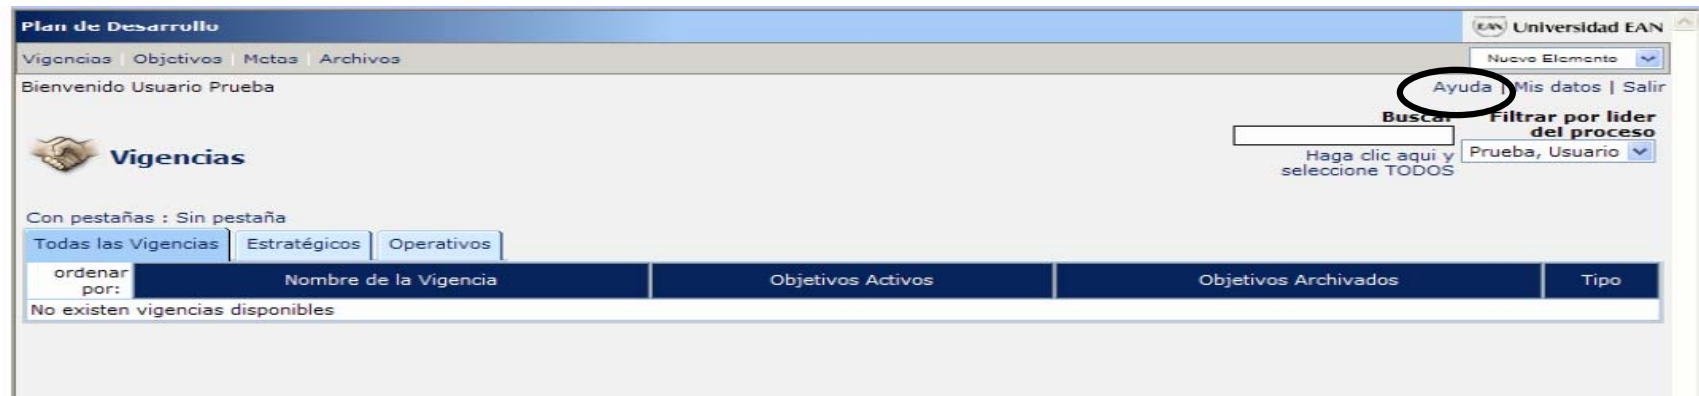 Plan de Desarrollo
EAN Universidad EAN
Vigencias | Objetivos | Metas | Archivos
Nuevo Elemento
Bienvenido Usuario Prueba
Ayuda | Mis datos | Salir
Buscar
Filtrar por lider
del proceso
Prueba, Usuario
Haga clic aqui y
seleccione TODOS
Vigencias
Con pestañas : Sin pestaña
Todas las Vigencias Estratégicos Operativos
ordenar
por:
Nombre de la Vigencia Objetivos Activos Objetivos Archivados Tipo
No existen vigencias disponibles